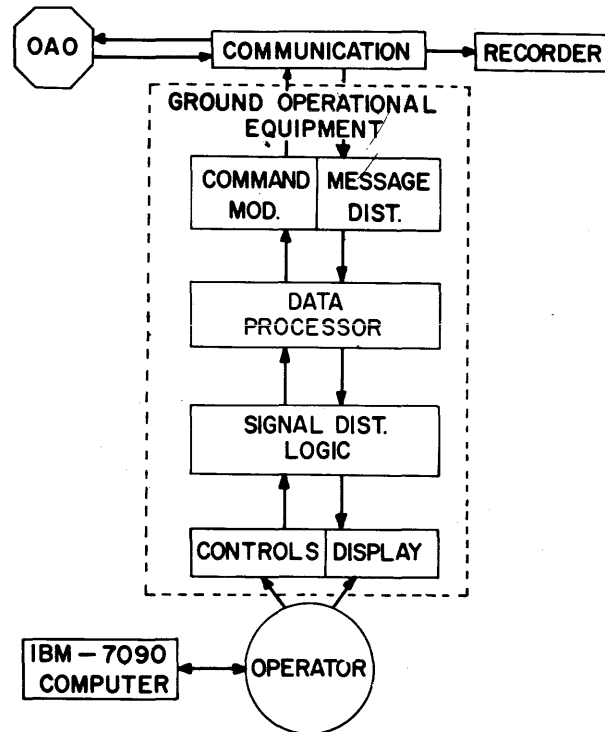 OAO
COMMUNICATION
RECORDER
GROUND OPERATIONAL
EQUIPMENT
COMMAND
MOD.
MESSAGE
DIST.
DATA
PROCESSOR
SIGNAL DIST.
LOGIC
CONTROLS
DISPLAY
IBM-7090
COMPUTER
OPERATOR